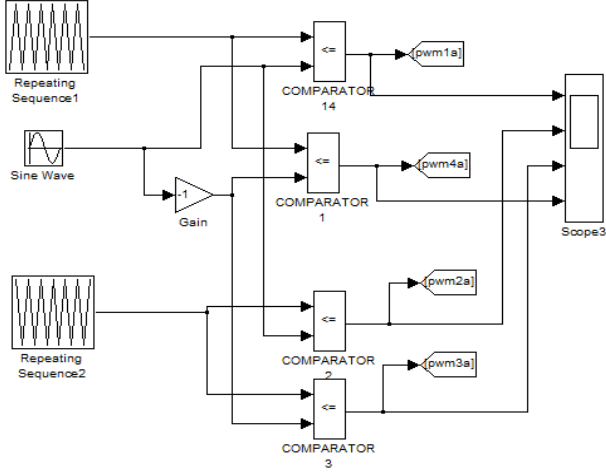 <=
[pwm1a]
Repeating
Sequence1
COMPARATOR
14
<=
[pwm4a]
Sine Wave
-1
Gain
COMPARATOR
1
Scope3
[pwm2a]
<=
Repeating
Sequence2
COMPARATOR
2
[pwm3a]
<=
COMPARATOR
3